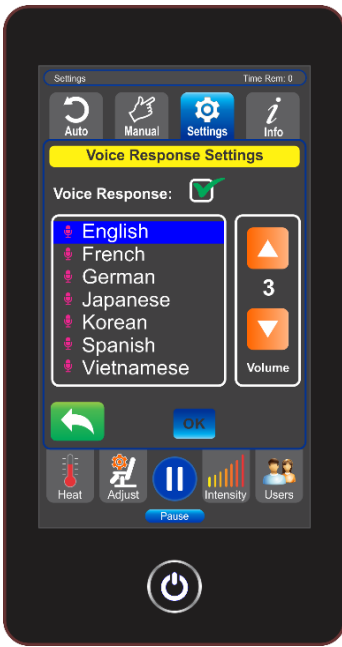 Settings Time Rem: 0
Auto Manual Settings Info
Voice Response Settings
Voice Response:
English
French
German
Japanese
Korean
Spanish
Vietnamese
3
Volume
OK
Heat Adjust Intensity Users
Pause